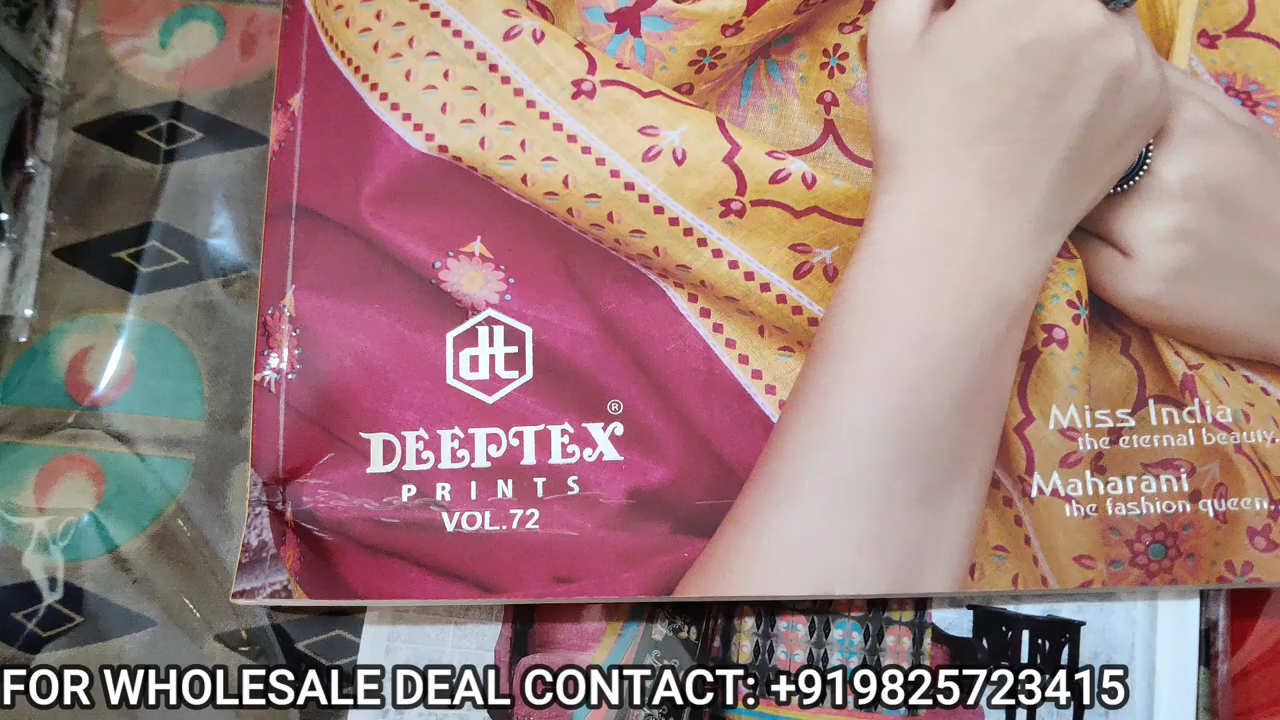 dt
®
DEEPTEX
PRINTS
VOL.72
Miss India
the eternal beauty.
Maharani
the fashion queen..
FOR WHOLESALE DEAL CONTACT: +919825723415